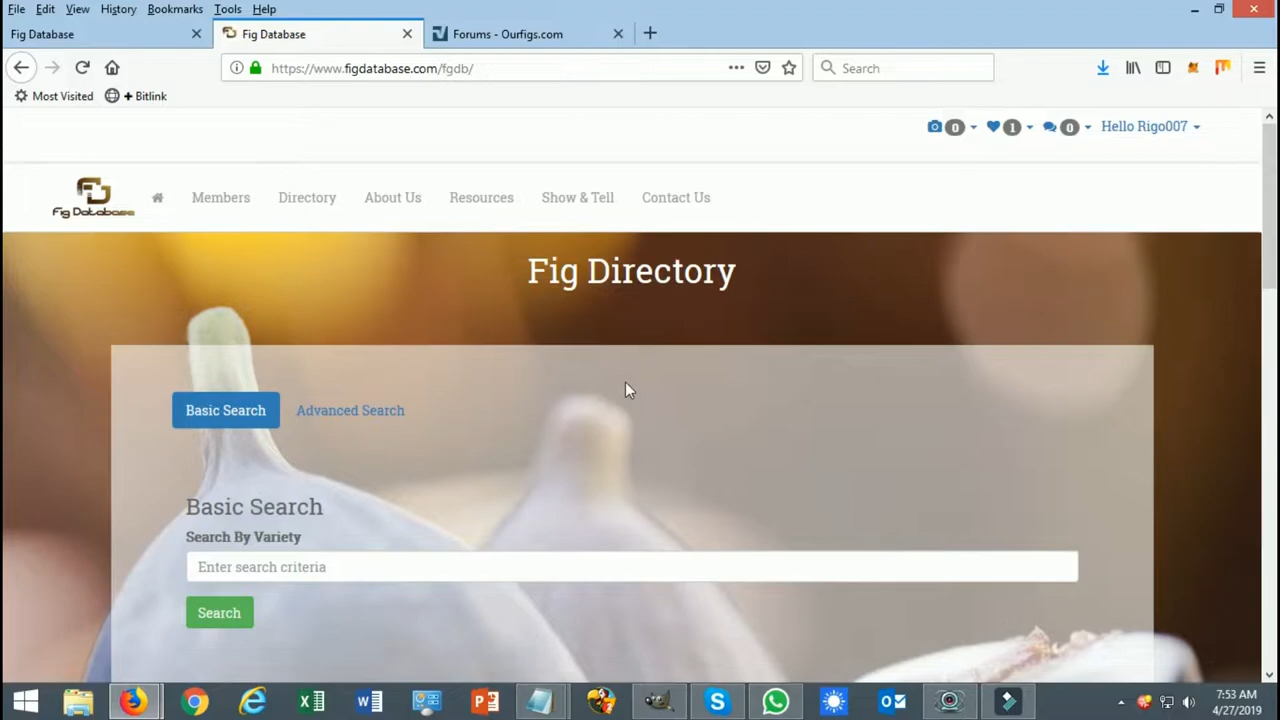 File Edit View History Bookmarks Tools Help
Fig Database
Fig Database
Forums - Ourfigs.com
https://www.figdatabase.com/fgdb/
Search
Most Visited
Bitlink
0 1 0 Hello Rigo007
Fig Database
Members Directory About Us Resources Show & Tell Contact Us
Fig Directory
Basic Search Advanced Search
Basic Search
Search By Variety
Enter search criteria
Search
7:53 AM
4/27/2019